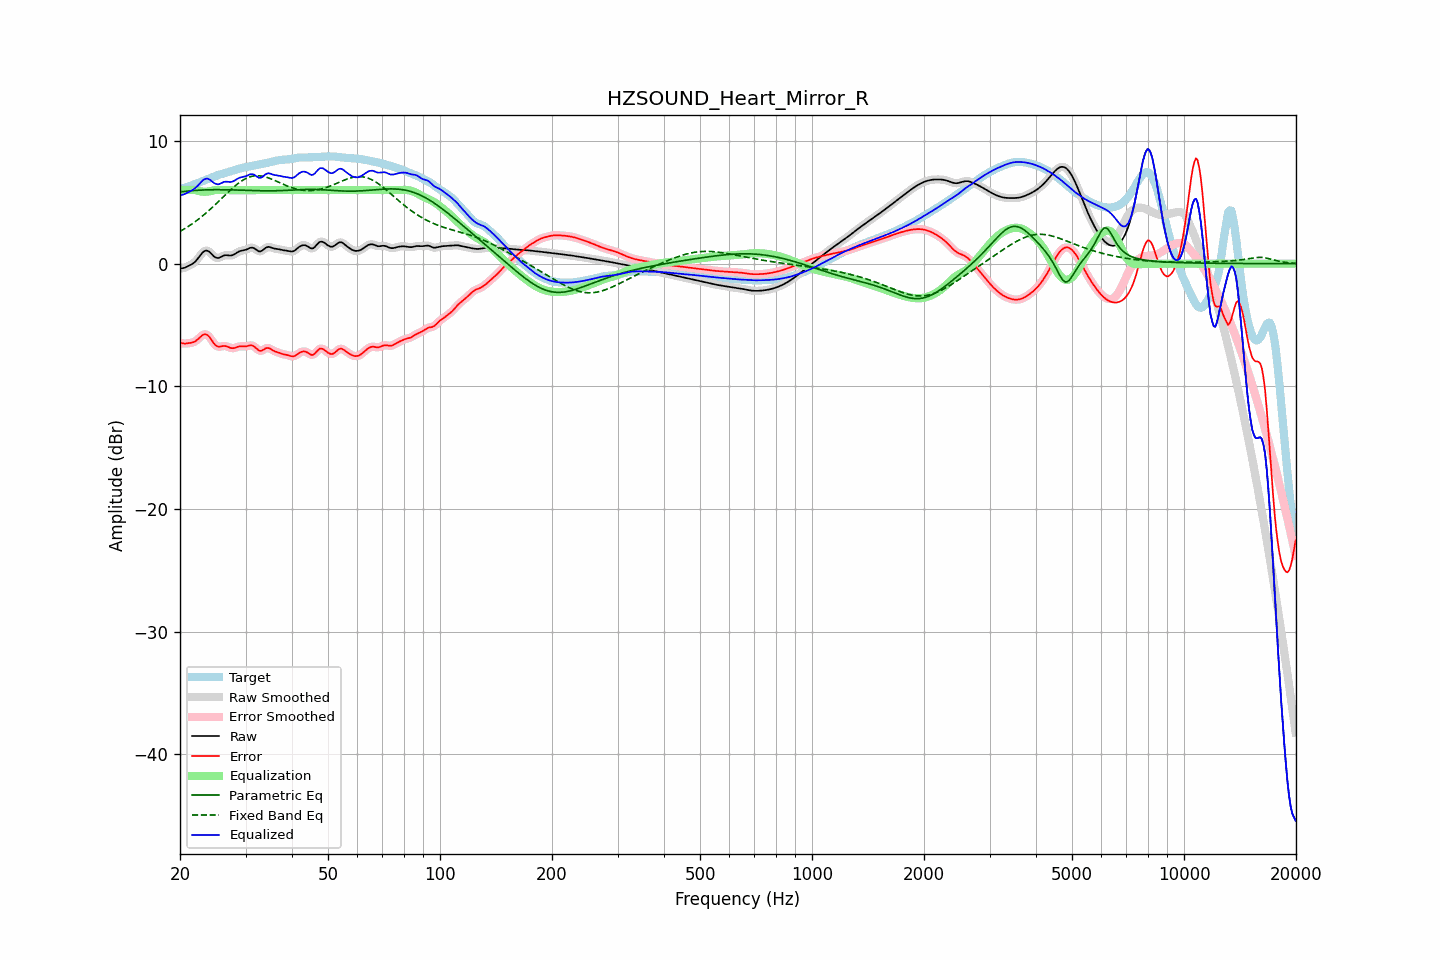 HZSOUND_Heart_Mirror_R
Amplitude (dBr)
10
0
−10
−20
−30
−40
Target
Raw Smoothed
Error Smoothed
Raw
Error
Equalization
Parametric Eq
Fixed Band Eq
Equalized
20 50 100 200 500 1000 2000 5000 10000 20000
Frequency (Hz)